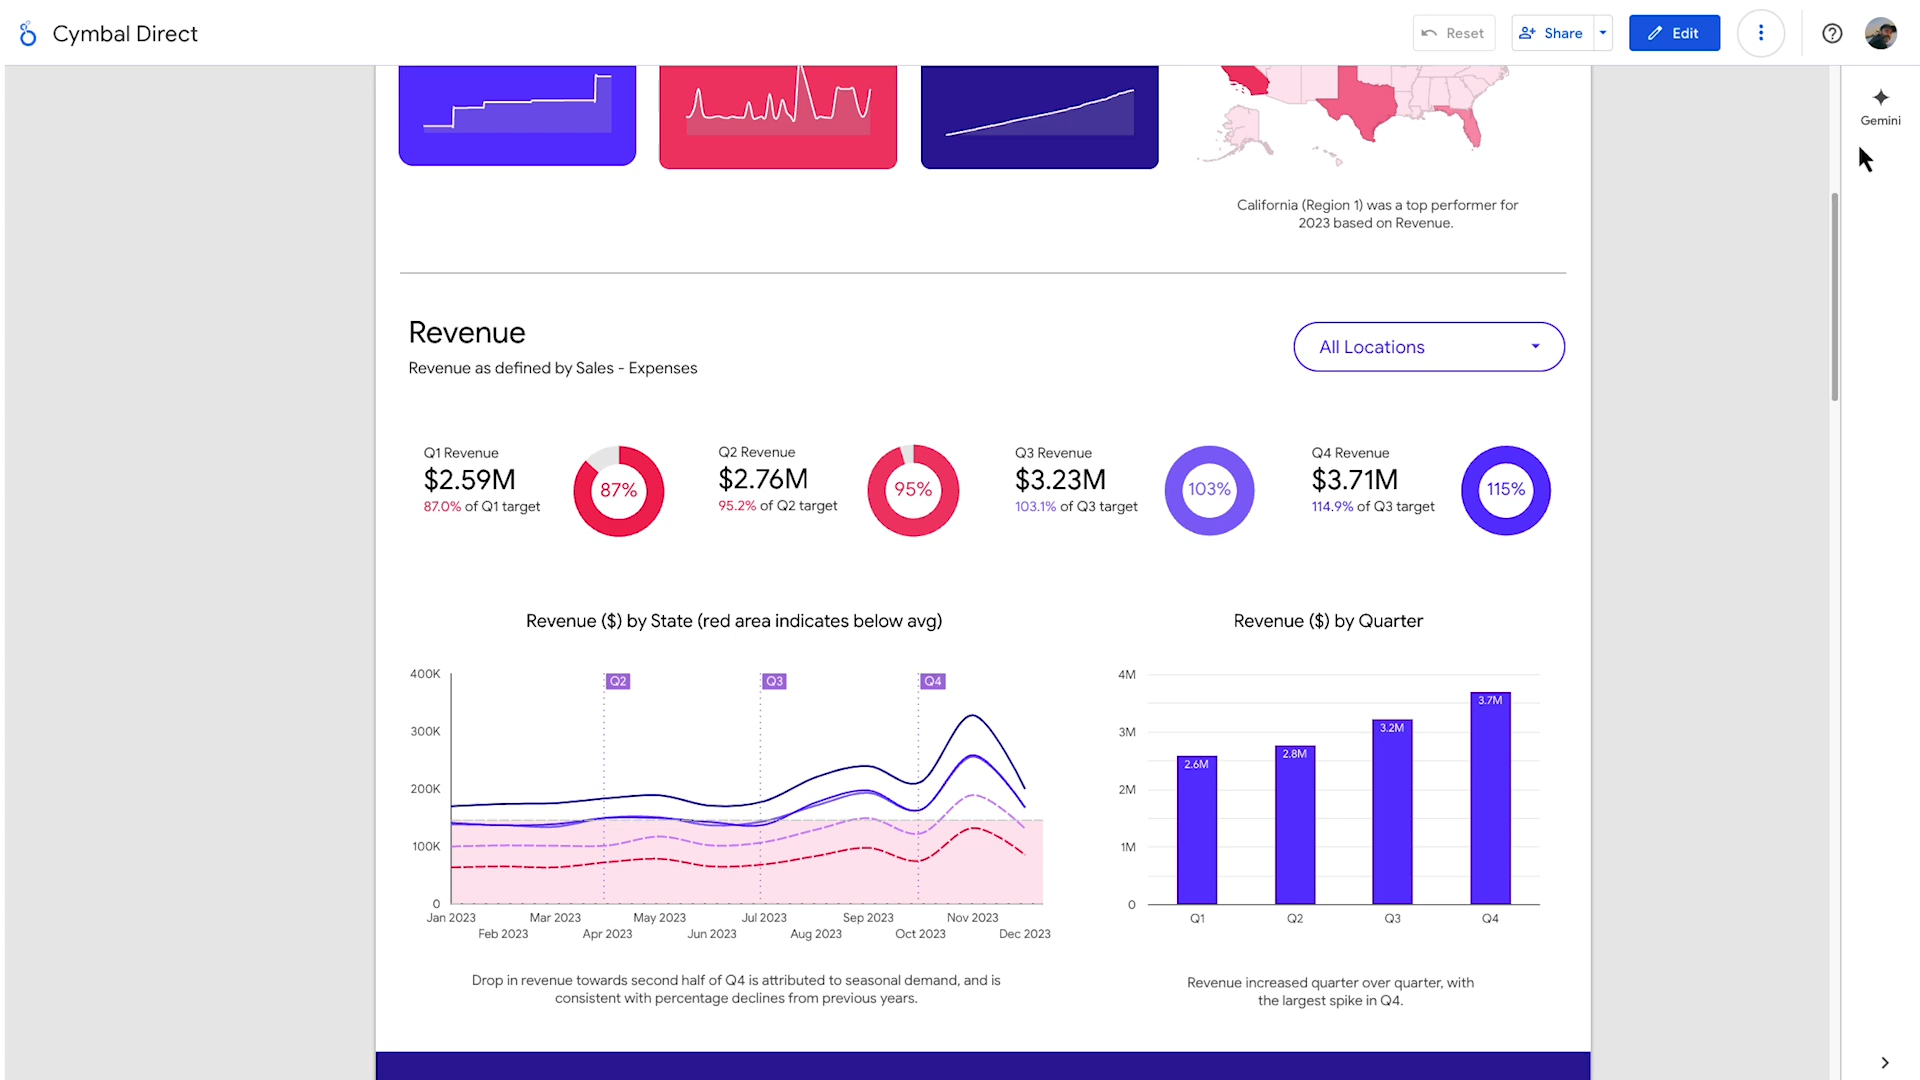 Cymbal Direct
Reset
Share
Edit
Gemini
California (Region 1) was a top performer for
2023 based on Revenue.
Revenue
Revenue as defined by Sales - Expenses
All Locations
Q1 Revenue
$2.59M
87.0% of Q1 target
87%
Q2 Revenue
$2.76M
95.2% of Q2 target
95%
Q3 Revenue
$3.23M
103.1% of Q3 target
103%
Q4 Revenue
$3.71M
114.9% of Q3 target
115%
Revenue ($) by State (red area indicates below avg)
400K
300K
200K
100K
0
Q2
Q3
Q4
Jan 2023
Feb 2023
Mar 2023
Apr 2023
May 2023
Jun 2023
Jul 2023
Aug 2023
Sep 2023
Oct 2023
Nov 2023
Dec 2023
Drop in revenue towards second half of Q4 is attributed to seasonal demand, and is
consistent with percentage declines from previous years.
Revenue ($) by Quarter
4M
3M
2M
1M
0
2.6M
2.8M
3.2M
3.7M
Q1
Q2
Q3
Q4
Revenue increased quarter over quarter, with
the largest spike in Q4.